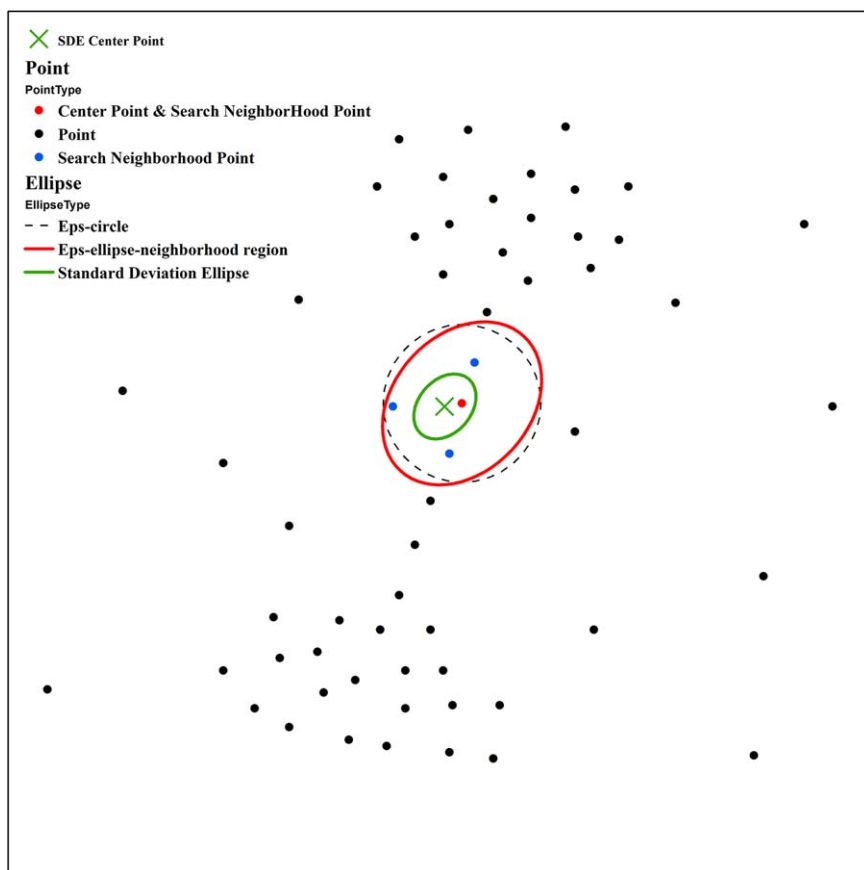 SDE Center Point
Point
PointType
Center Point & Search NeighborHood Point
Point
Search Neighborhood Point
Ellipse
EllipseType
Eps-circle
Eps-ellipse-neighborhood region
Standard Deviation Ellipse